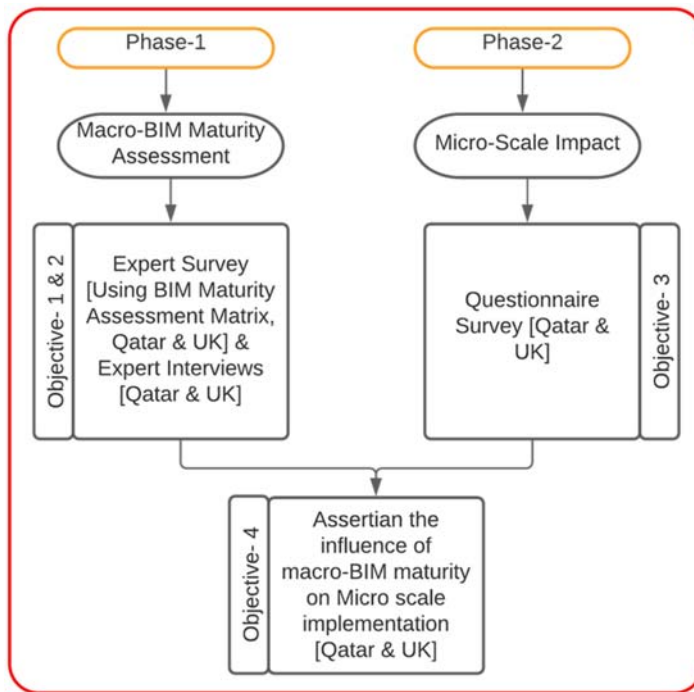 Phase-1
Phase-2
Macro-BIM Maturity
Assessment
Micro-Scale Impact
Objective- 1 & 2
Expert Survey
[Using BIM Maturity
Assessment Matrix,
Qatar & UK] &
Expert Interviews
[Qatar & UK]
Questionnaire
Survey [Qatar &
UK]
Objective- 3
Objective- 4
Assertian the
influence of
macro-BIM maturity
on Micro scale
implementation
[Qatar & UK]